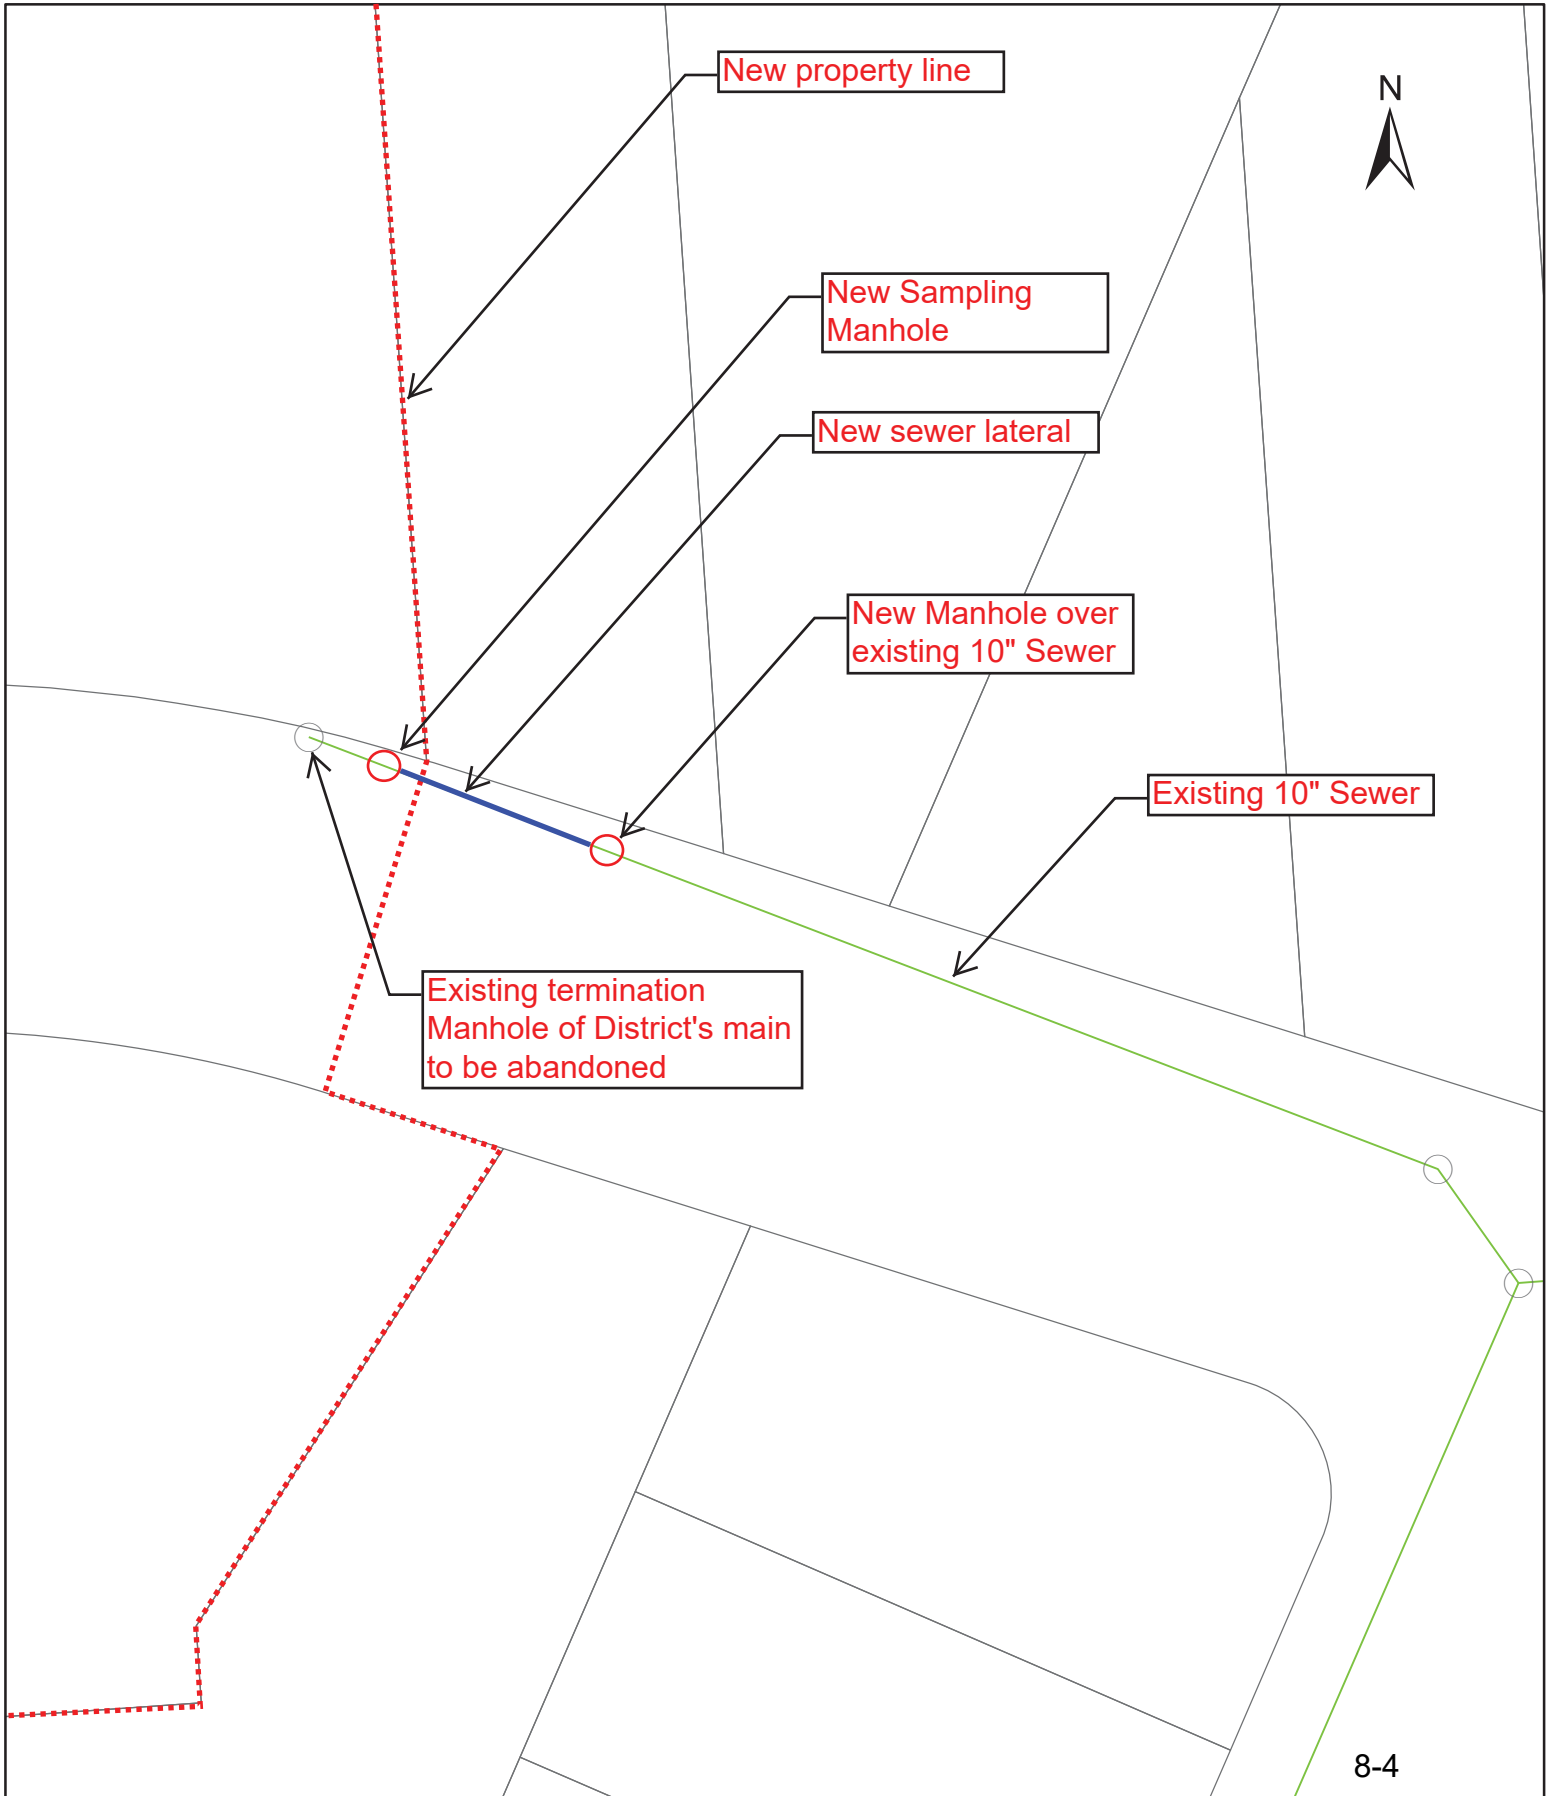 New property line
N
New Sampling
Manhole
New sewer lateral
New Manhole over
existing 10" Sewer
Existing 10" Sewer
Existing termination
Manhole of District's main
to be abandoned
8-4